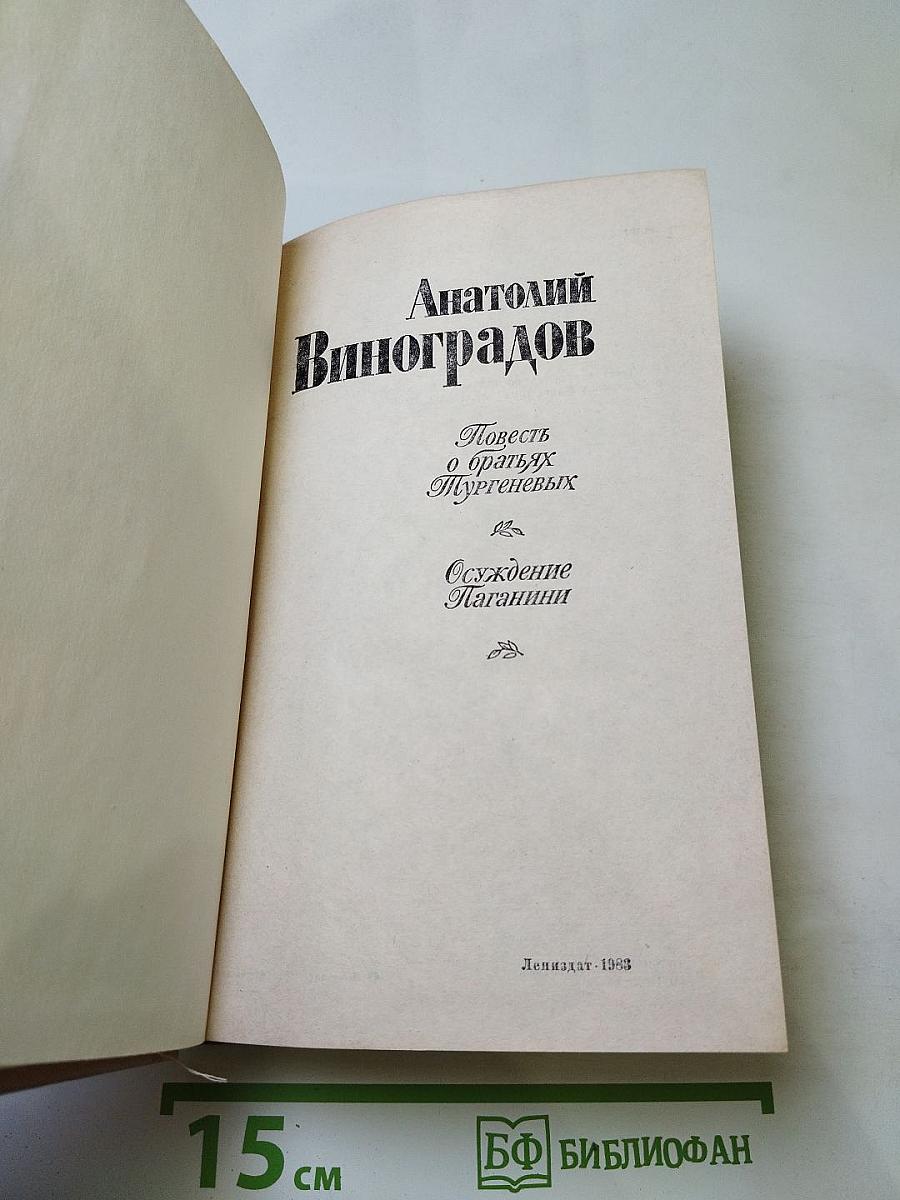 Анатолий
Виноградов
Повесть
о братьях
Тургеневых
Осуждение
Паганини
Лениздат · 1983
15 см
БФ БИБЛИОФАН